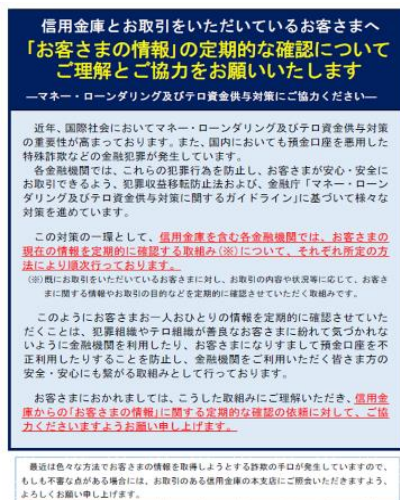 信用金庫とお取引をいただいているお客さまへ
「お客さまの情報」の定期的な確認について
ご理解とご協力をお願いいたします
―マネー・ローンダリング及びテロ資金供与対策にご協力ください―
近年、国際社会においてマネー・ローンダリング及びテロ資金供与対策
の重要性が高まっております。また、国内においても預金口座を悪用した
特殊詐欺などの金融犯罪が発生しています。
各金融機関では、これらの犯罪行為を防止し、お客さまが安心・安全に
お取引できるよう、犯罪収益移転防止法および、金融庁「マネー・ローン
ダリング及びテロ資金供与対策に関するガイドライン」に基づいて様々な
対策を進めています。
この対策の一環として、信用金庫を含む各金融機関では、お客さまの
現在の情報を定期的に確認する取組み(※)について、それぞれ所定の方
法により順次行っております。
(※)既にお取引をいただいているお客さまに対し、お取引の内容や状況等に応じて、お客さ
まに関する情報やお取引の目的などを定期的に確認させていただく取組みです。
このようにお客さまお一人おひとりの情報を定期的に確認させていた
だくことは、犯罪組織やテロ組織が善良なお客さまに紛れて気づかれな
いように金融機関を利用したり、お客さまになりすまして預金口座を不
正利用したりすることを防止し、金融機関をご利用いただく皆さま方の
安全・安心にも繋がる取組みとして行っております。
お客さまにおかれましては、こうした取組みにご理解いただき、信用金
庫からの「お客さまの情報」に関する定期的な確認の依頼に対して、ご協
力くださいますようお願い申し上げます。
最近は色々な方法でお客さまの情報を取得しようとする詐欺の手口が発生していますので、
もしも不審な点がある場合には、お取引のある信用金庫の本支店にご照会いただきますよう、
よろしくお願い申し上げます。